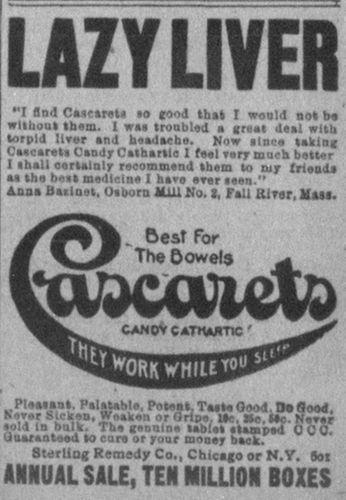 LAZY LIVER
"I find Cascarets so good that I would not be
without them. I was troubled a great deal with
torpid liver and headache. Now since taking
Cascarets Candy Cathartic I feel very much better
I shall certainly recommend them to my friends
as the best medicine I have ever seen."
Anna Bazinet, Osborn Mill No. 2, Fall River, Mass.
Best For
The Bowels
Cascarets
CANDY CATHARTIC
THEY WORK WHILE YOU SLEEP
Pleasant, Palatable, Potent, Taste Good, Do Good,
Never Sicken, Weaken or Gripe, 10c, 25c, 50c. Never
sold in bulk. The genuine tablet stamped CCC.
Guaranteed to cure or your money back.
Sterling Remedy Co., Chicago or N.Y. 601
ANNUAL SALE, TEN MILLION BOXES